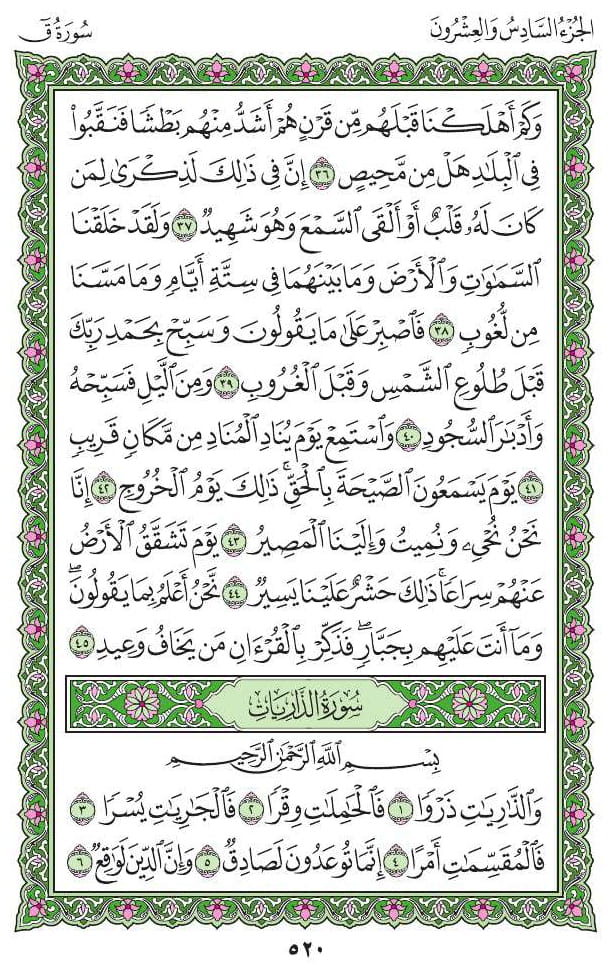 الجُزْءُ السَّادِسُ وَالعِشْرُونَ
سُورَةُ قٓ
وَكَمْ أَهْلَكْنَا قَبْلَهُم مِّن قَرْنٍ هُمْ أَشَدُّ مِنْهُم بَطْشًا فَنَقَّبُوا۟
فِى ٱلْبِلَـٰدِ هَلْ مِن مَّحِيصٍ ٣٦ إِنَّ فِى ذَٰلِكَ لَذِكْرَىٰ لِمَن
كَانَ لَهُۥ قَلْبٌ أَوْ أَلْقَى ٱلسَّمْعَ وَهُوَ شَهِيدٌ ٣٧ وَلَقَدْ خَلَقْنَا
ٱلسَّمَـٰوَٰتِ وَٱلْأَرْضَ وَمَا بَيْنَهُمَا فِى سِتَّةِ أَيَّامٍ وَمَا مَسَّنَا
مِن لُّغُوبٍ ٣٨ فَٱصْبِرْ عَلَىٰ مَا يَقُولُونَ وَسَبِّحْ بِحَمْدِ رَبِّكَ
قَبْلَ طُلُوعِ ٱلشَّمْسِ وَقَبْلَ ٱلْغُرُوبِ ٣٩ وَمِنَ ٱلَّيْلِ فَسَبِّحْهُ
وَأَدْبَـٰرَ ٱلسُّجُودِ ٤٠ وَٱسْتَمِعْ يَوْمَ يُنَادِ ٱلْمُنَادِ مِن مَّكَانٍ قَرِيبٍ
٤١ يَوْمَ يَسْمَعُونَ ٱلصَّيْحَةَ بِٱلْحَقِّ ۚ ذَٰلِكَ يَوْمُ ٱلْخُرُوجِ ٤٢ إِنَّا
نَحْنُ نُحْىِۦ وَنُمِيتُ وَإِلَيْنَا ٱلْمَصِيرُ ٤٣ يَوْمَ تَشَقَّقُ ٱلْأَرْضُ
عَنْهُمْ سِرَاعًا ۚ ذَٰلِكَ حَشْرٌ عَلَيْنَا يَسِيرٌ ٤٤ نَّحْنُ أَعْلَمُ بِمَا يَقُولُونَ ۖ
وَمَآ أَنتَ عَلَيْهِم بِجَبَّارٍ ۖ فَذَكِّرْ بِٱلْقُرْءَانِ مَن يَخَافُ وَعِيدِ ٤٥
سُورَةُ الذَّارِيَاتِ
بِسْمِ ٱللَّهِ ٱلرَّحْمَـٰنِ ٱلرَّحِيمِ
وَٱلذَّٰرِيَـٰتِ ذَرْوًا ١ فَٱلْحَـٰمِلَـٰتِ وِقْرًا ٢ فَٱلْجَـٰرِيَـٰتِ يُسْرًا ٣
فَٱلْمُقَسِّمَـٰتِ أَمْرًا ٤ إِنَّمَا تُوعَدُونَ لَصَادِقٌ ٥ وَإِنَّ ٱلدِّينَ لَوَٰقِعٌ ٦
٥٢٠